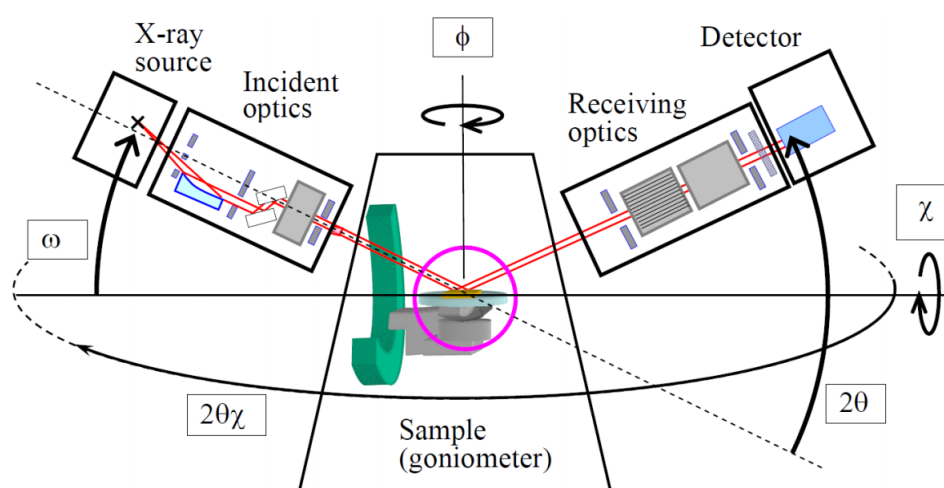 X-ray
source
Incident
optics
ϕ
Detector
Receiving
optics
χ
ω
2θχ
Sample
(goniometer)
2θ